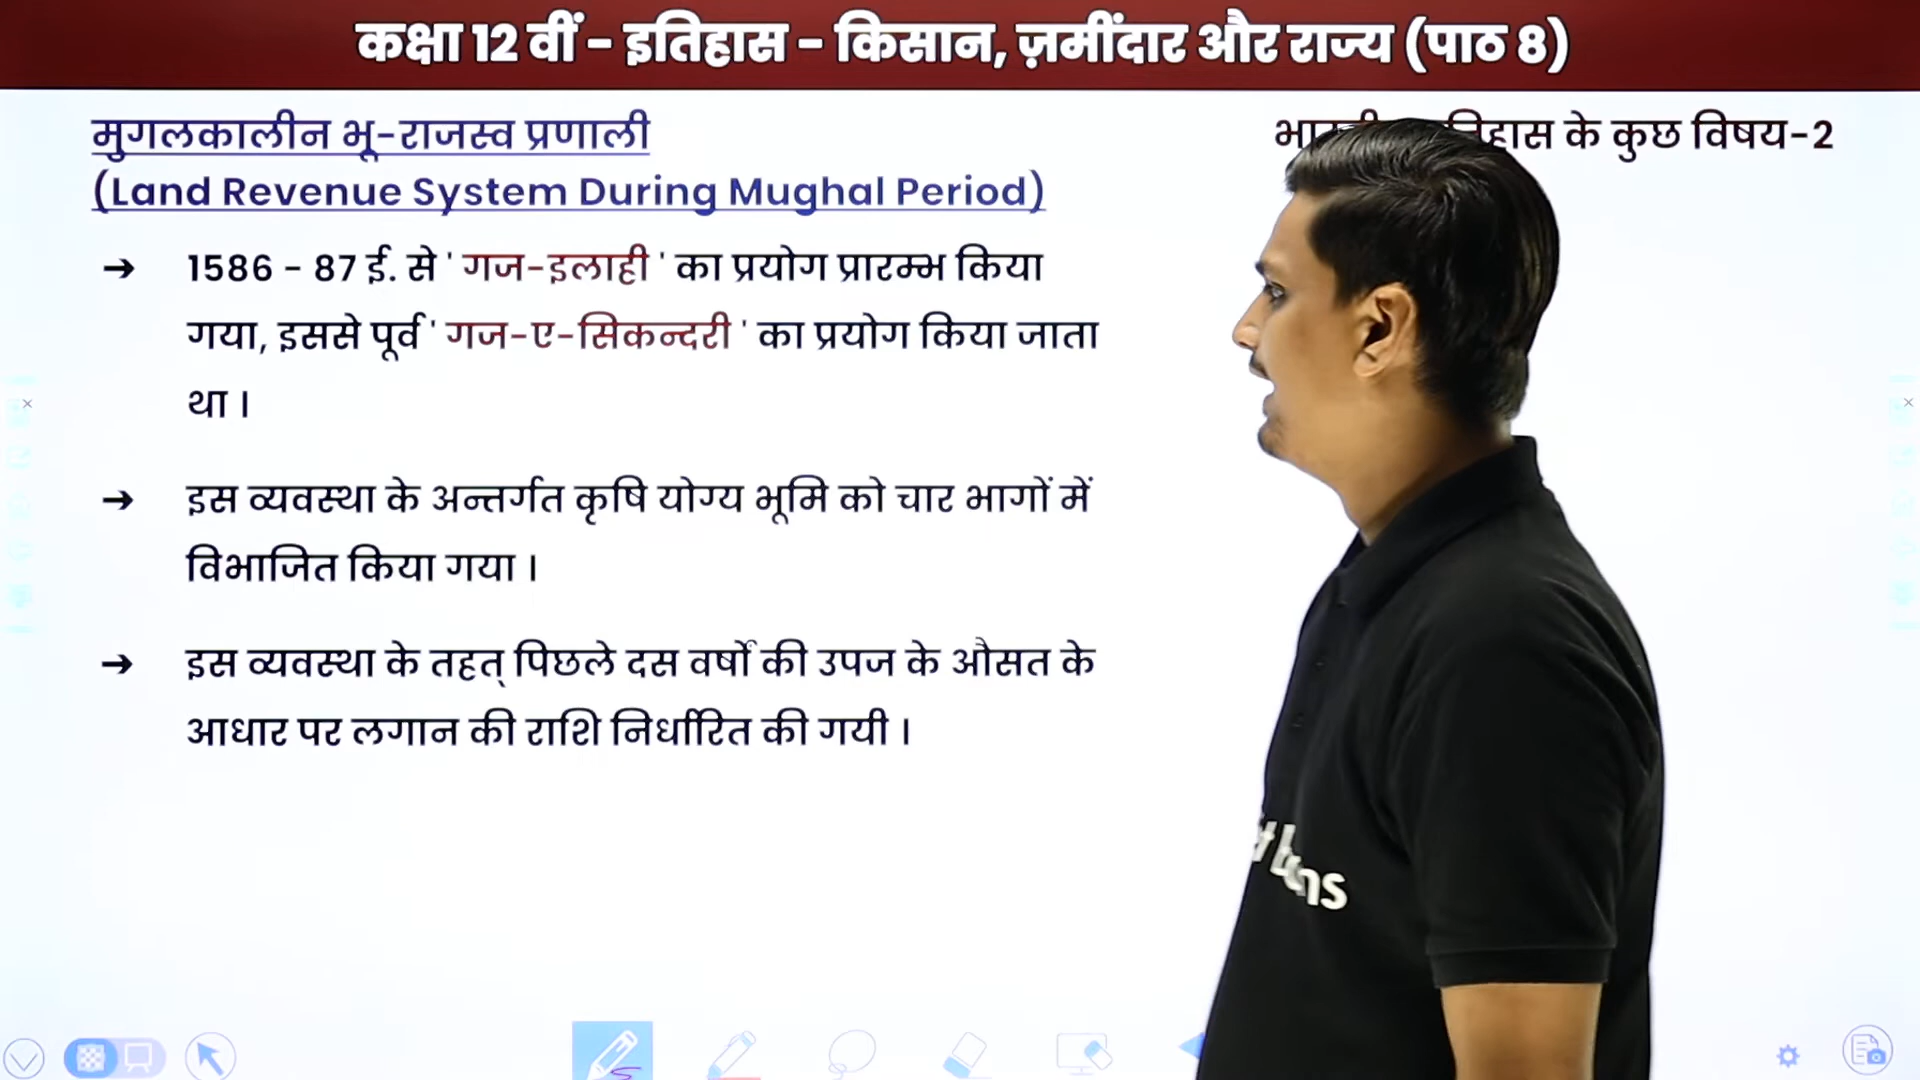 कक्षा 12 वीं - इतिहास - किसान, ज़मींदार और राज्य (पाठ 8)
मुगलकालीन भू-राजस्व प्रणाली
के कुछ विषय-2
(Land Revenue System During Mughal Period)
→ 1586 - 87 ई. से ' गज-इलाही ' का प्रयोग प्रारम्भ किया
गया, इससे पूर्व ' गज-ए-सिकन्दरी ' का प्रयोग किया जाता
था ।
→ इस व्यवस्था के अन्तर्गत कृषि योग्य भूमि को चार भागों में
विभाजित किया गया ।
→ इस व्यवस्था के तहत् पिछले दस वर्षों की उपज के औसत के
आधार पर लगान की राशि निर्धारित की गयी ।